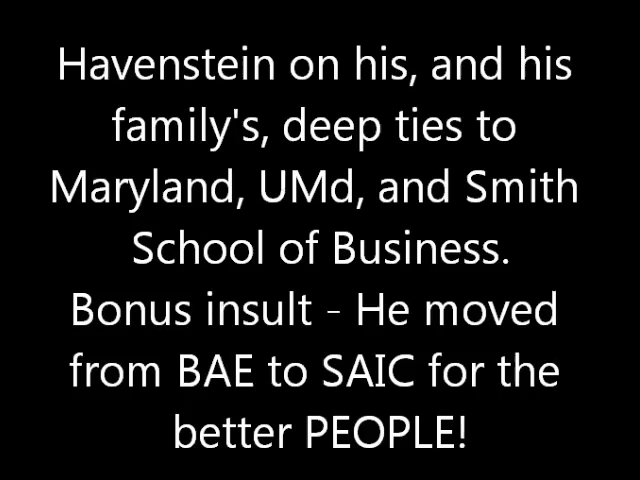 Havenstein on his, and his
family's, deep ties to
Maryland, UMd, and Smith
School of Business.
Bonus insult - He moved
from BAE to SAIC for the
better PEOPLE!